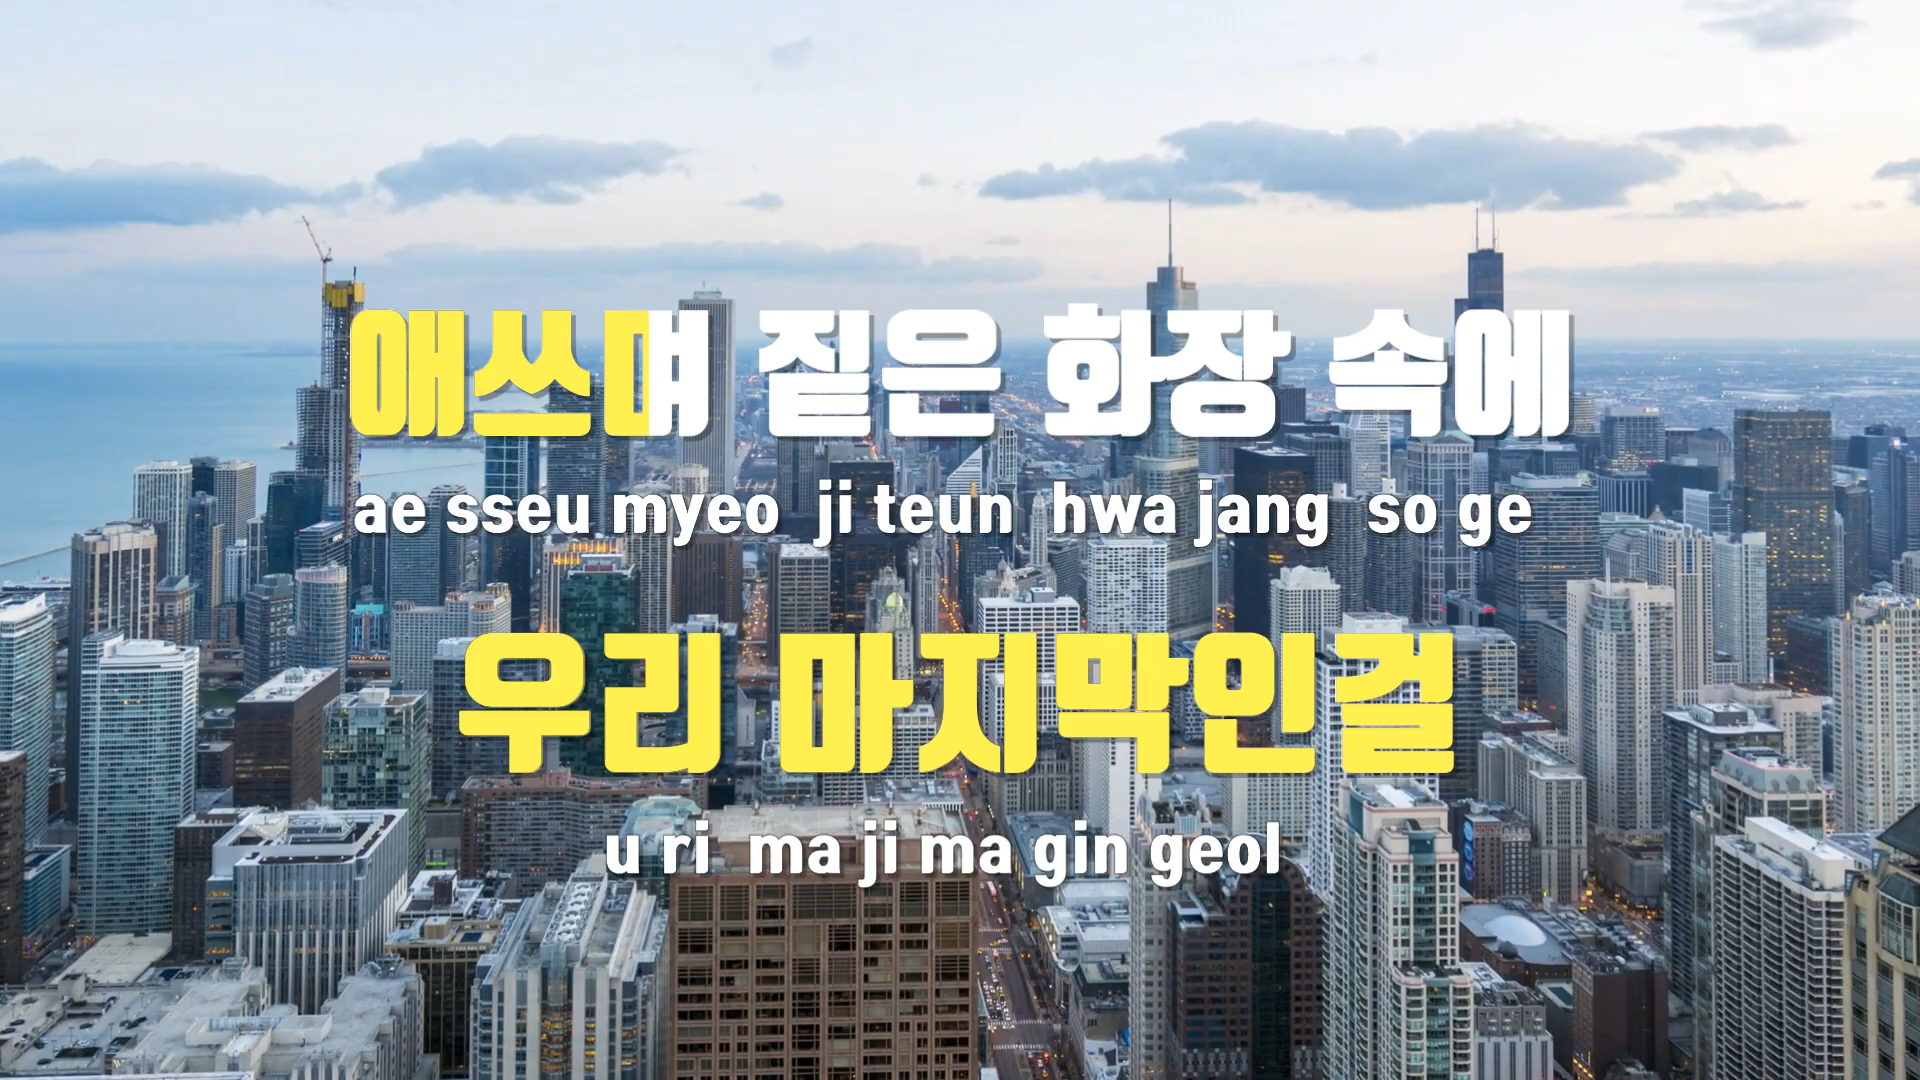 애쓰며 짙은 화장 속에
ae sseu myeo ji teun hwa jang so ge
우리 마지막인걸
u ri ma ji ma gin geol